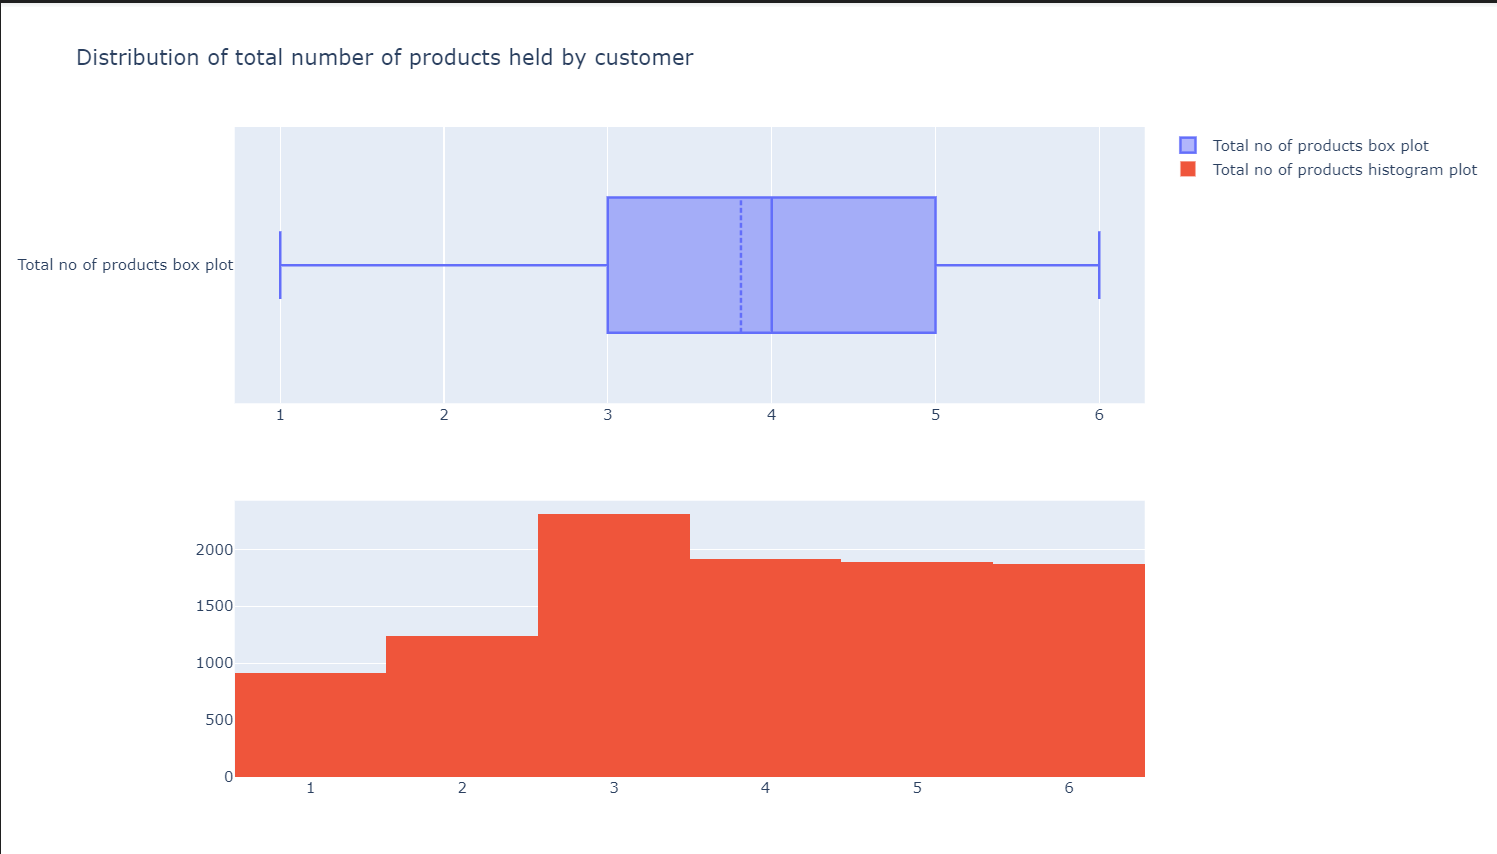 Distribution of total number of products held by customer
Total no of products box plot
Total no of products histogram plot
Total no of products box plot
1 2 3 4 5 6
2000
1500
1000
500
0
1 2 3 4 5 6